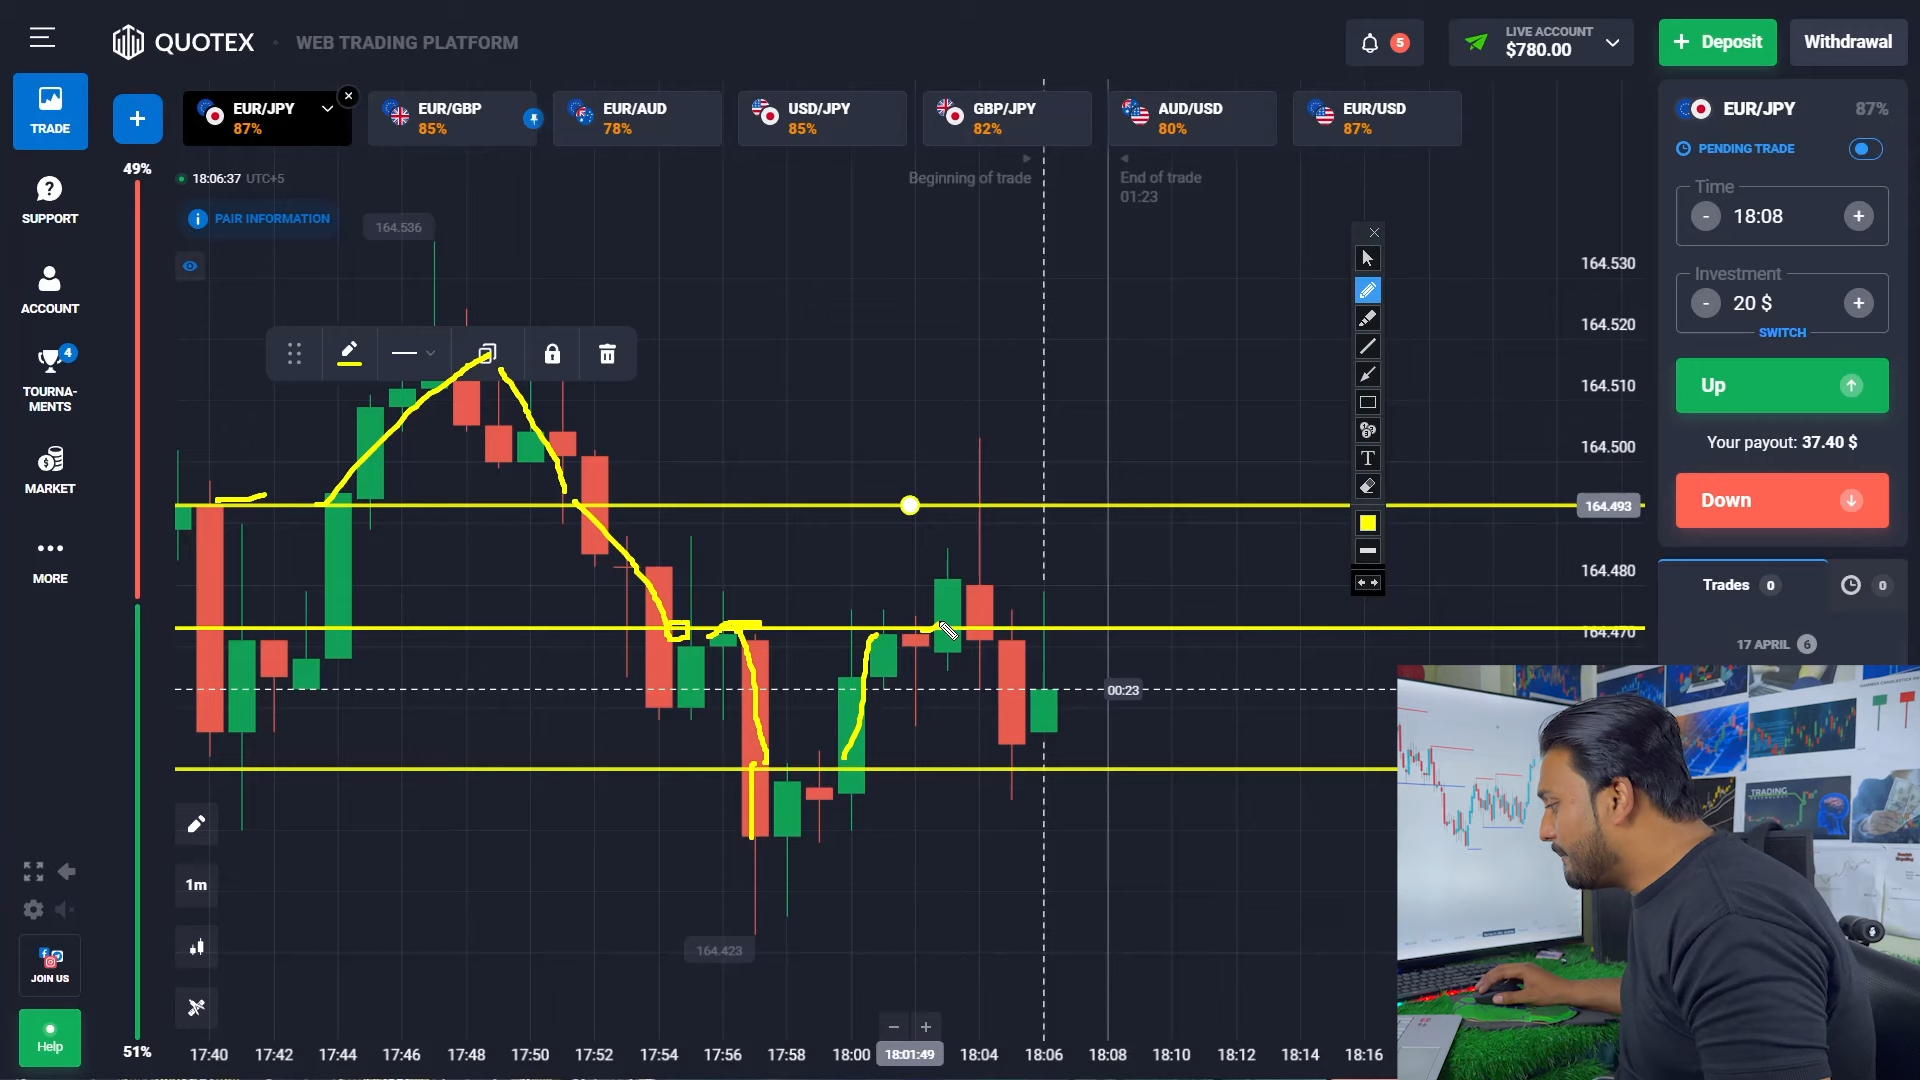 QUOTEX
WEB TRADING PLATFORM
5
LIVE ACCOUNT
$780.00
+ Deposit
Withdrawal
TRADE
+
EUR/JPY
87%
EUR/GBP
85%
EUR/AUD
78%
USD/JPY
85%
GBP/JPY
82%
AUD/USD
80%
EUR/USD
87%
EUR/JPY
87%
PENDING TRADE
49%
18:06:37 UTC+5
Beginning of trade
End of trade
01:23
PAIR INFORMATION
164.536
SUPPORT
ACCOUNT
4
TOURNA-
MENTS
MARKET
MORE
JOIN US
Help
51%
1m
164.423
00:23
164.530
164.520
164.510
164.500
164.493
164.480
164.470
T
Time
- 18:08 +
Investment
- 20 $ +
SWITCH
Up
Your payout: 37.40 $
Down
Trades 0
0
17 APRIL 6
TRADING
17:40
17:42
17:44
17:46
17:48
17:50
17:52
17:54
17:56
17:58
18:00
18:01:49
18:04
18:06
18:08
18:10
18:12
18:14
18:16